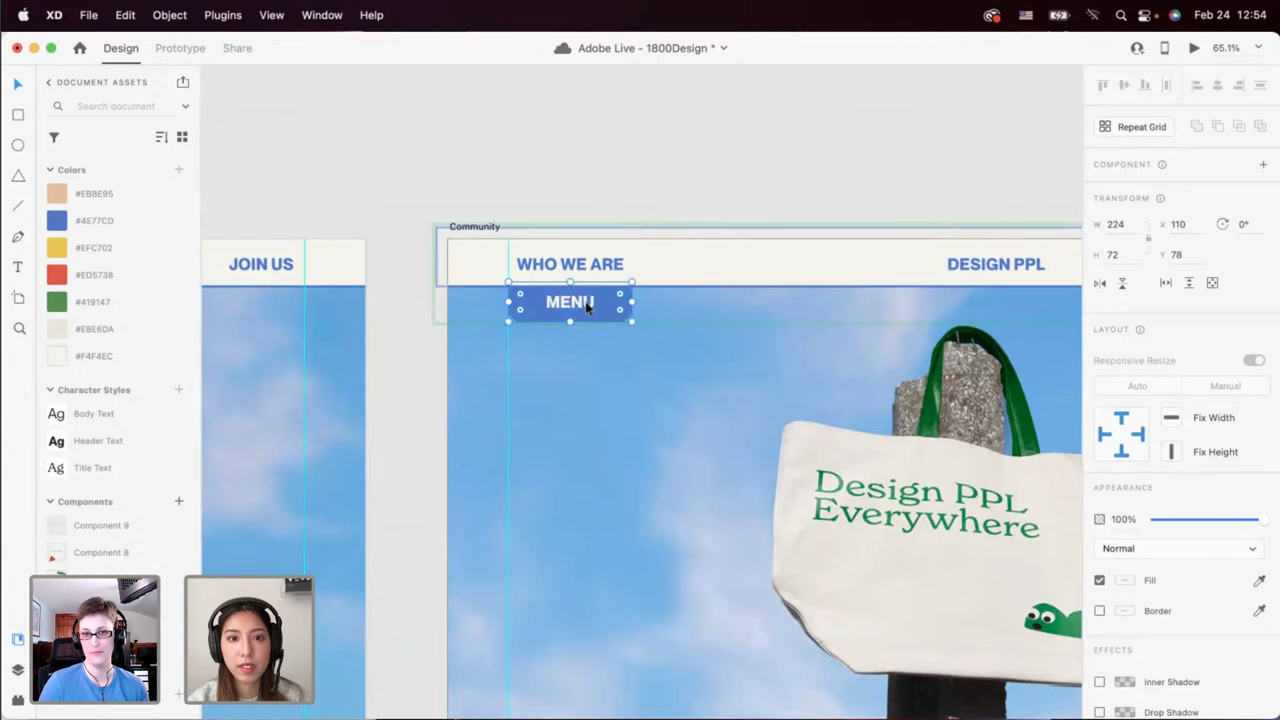 XD File Edit Object Plugins View Window Help Feb 24 12:54
Design Prototype Share Adobe Live - 1800Design * 65.1%
DOCUMENT ASSETS
Search document
Repeat Grid
Colors
COMPONENT
#EBBE95
TRANSFORM
#4E77CD
W 224 X 110 0°
Community
#EFC702
H 72 Y 78
JOIN US WHO WE ARE DESIGN PPL
#ED5738
MENU
#419147
#E8E6DA
LAYOUT
#F4F4EC
Responsive Resize
Auto Manual
Character Styles
Ag Body Text
Fix Width
Ag Header Text
Fix Height
Ag Title Text
Design PPL
Everywhere
APPEARANCE
Components
100%
Component 9
Normal
Component 8
Fill
Border
EFFECTS
Inner Shadow
Drop Shadow